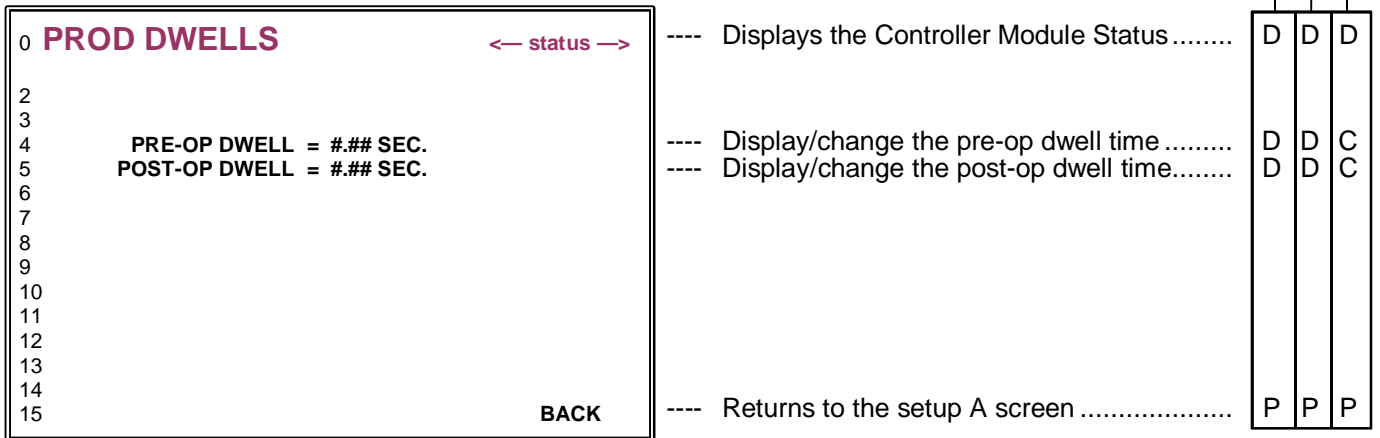 0 PROD DWELLS <— status —> ---- Displays the Controller Module Status ........ D D D
2
3
4 PRE-OP DWELL = #.## SEC. ---- Display/change the pre-op dwell time ......... D D C
5 POST-OP DWELL = #.## SEC. ---- Display/change the post-op dwell time........ D D C
6
7
8
9
10
11
12
13
14
15 BACK ---- Returns to the setup A screen .................... P P P